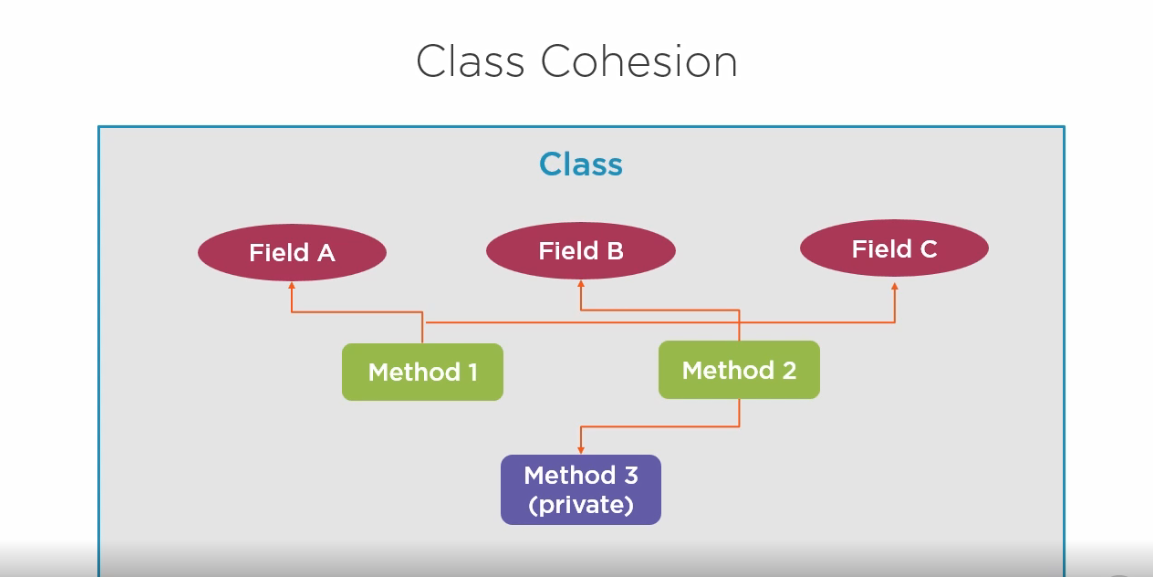 Class Cohesion
Class
Field A
Field B
Field C
Method 1
Method 2
Method 3
(private)